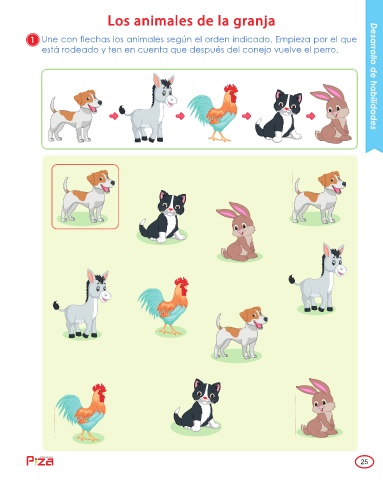 Los animales de la granja
1 Une con flechas los animales según el orden indicado. Empieza por el que
está rodeado y ten en cuenta que después del conejo vuelve el perro.
Desarrollo de habilidades
Piza
25